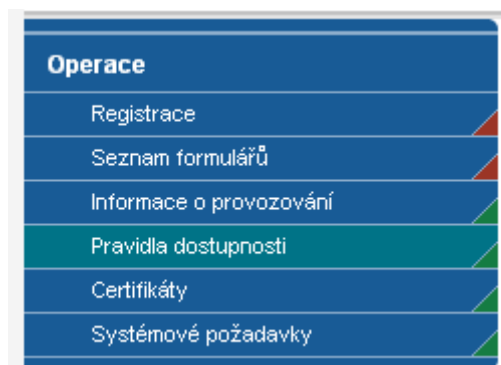 Operace
Registrace
Seznam formulářů
Informace o provozování
Pravidla dostupnosti
Certifikáty
Systémové požadavky